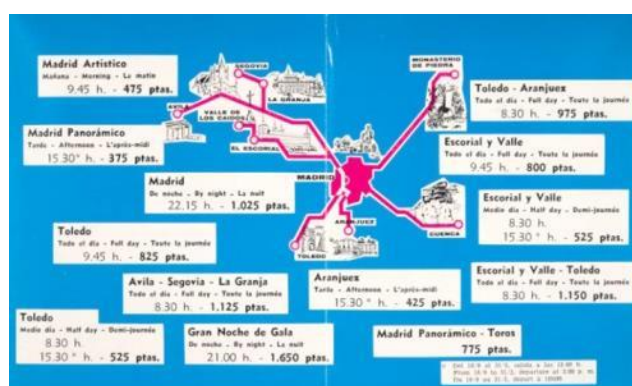 Madrid Artístico
Mañana - Morning - La matin
9.45 h. - 475 ptas.
Madrid Panorámico
Tarde - Afternoon - L'après-midi
15.30° h. - 375 ptas.
SEGOVIA
LA GRANJA
AVILA
VALLE DE
LOS CAIDOS
EL ESCORIAL
MADRID
MONASTERIO
DE PIEDRA
CUENCA
ARANJUEZ
TOLEDO
Toledo - Aranjuez
Todo el día - Full day - Toute la journée
8.30 h. - 975 ptas.
Escorial y Valle
Todo el día - Full day - Toute la journée
9.45 h. - 800 ptas.
Madrid
De noche - By night - La nuit
22.15 h. - 1.025 ptas.
Escorial y Valle
Medio día - Half day - Demi-journée
8.30 h.
15.30° h. - 525 ptas.
Toledo
Todo el día - Full day - Toute la journée
9.45 h. - 825 ptas.
Avila - Segovia - La Granja
Todo el día - Full day - Toute la journée
8.30 h. - 1.125 ptas.
Aranjuez
Tarde - Afternoon - L'après-midi
15.30° h. - 425 ptas.
Escorial y Valle - Toledo
Todo el día - Full day - Toute la journée
8.30 h. - 1.150 ptas.
Toledo
Medio día - Half day - Demi-journée
8.30 h.
15.30° h. - 525 ptas.
Gran Noche de Gala
De noche - By night - La nuit
21.00 h. - 1.650 ptas.
Madrid Panorámico - Toros
775 ptas.